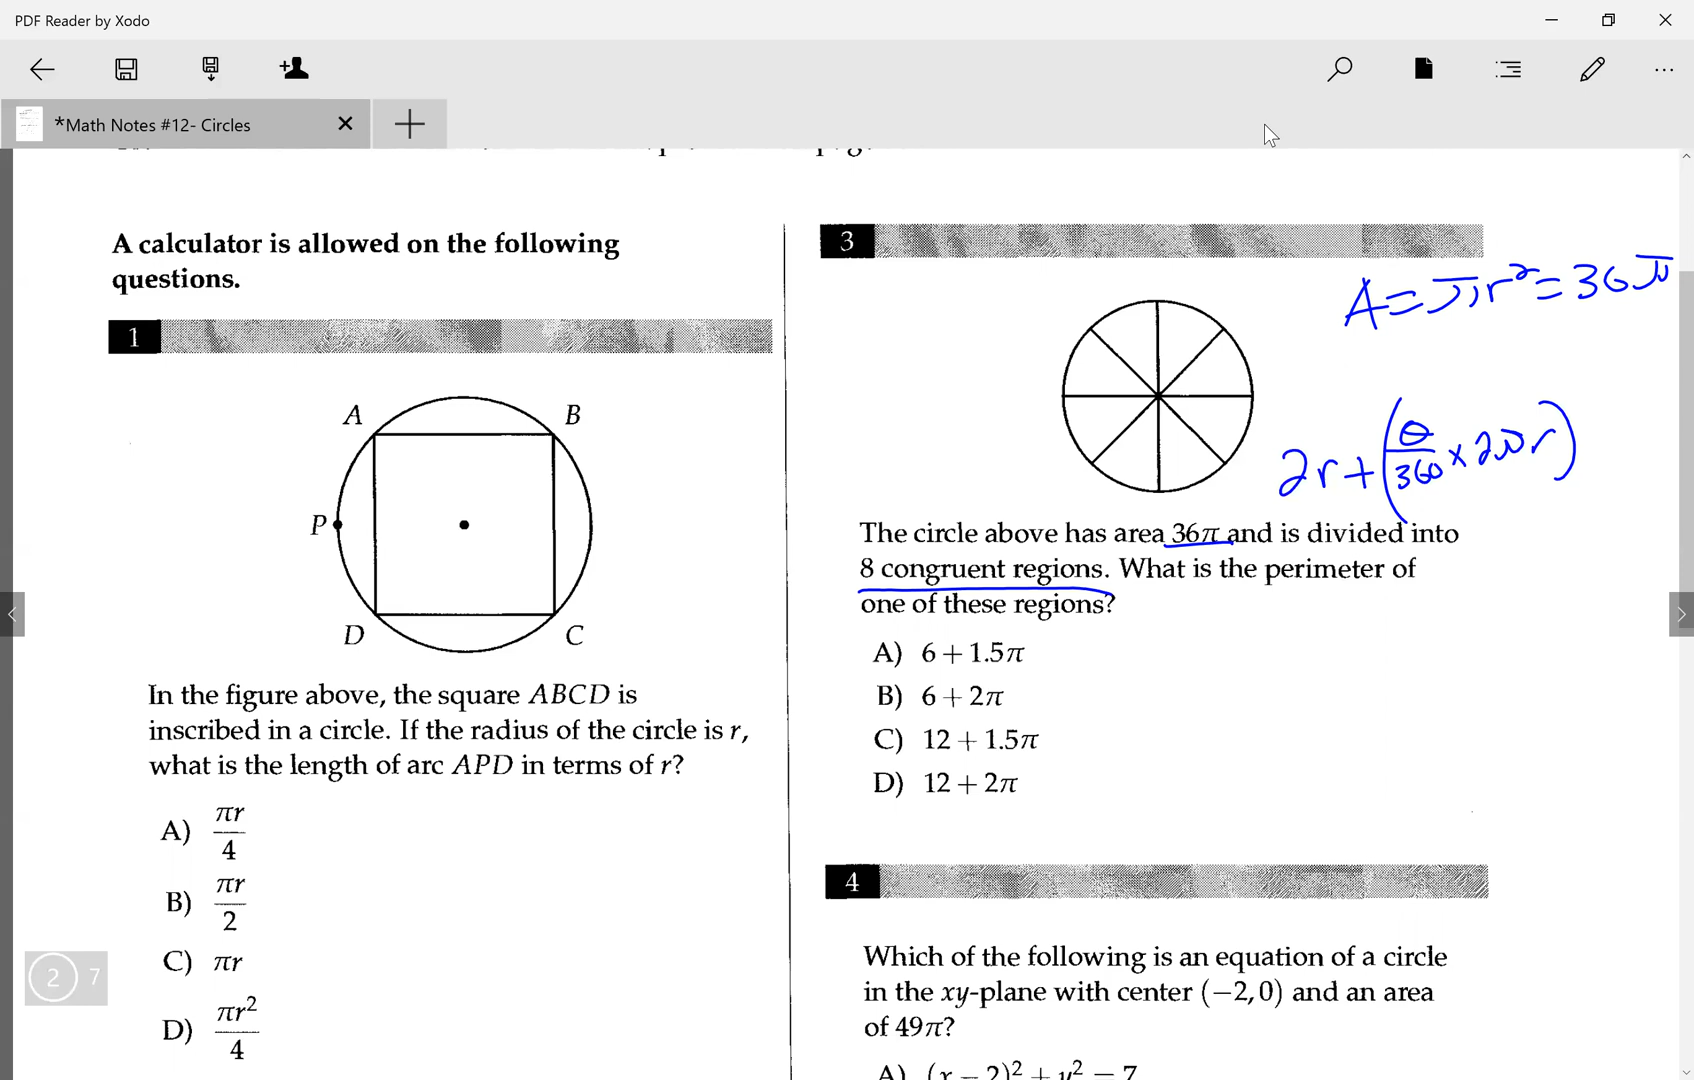 PDF Reader by Xodo
*Math Notes #12- Circles
A calculator is allowed on the following
questions.
1
A
B
P
D
C
In the figure above, the square ABCD is
inscribed in a circle. If the radius of the circle is r,
what is the length of arc APD in terms of r?
A) πr/4
B) πr/2
C) πr
D) πr²/4
2
7
3
A = πr² = 36π
2r + (θ/360 × 2πr)
The circle above has area 36π and is divided into
8 congruent regions. What is the perimeter of
one of these regions?
A) 6 + 1.5π
B) 6 + 2π
C) 12 + 1.5π
D) 12 + 2π
4
Which of the following is an equation of a circle
in the xy-plane with center (−2, 0) and an area
of 49π?
A) (x − 2)² + y² = 7